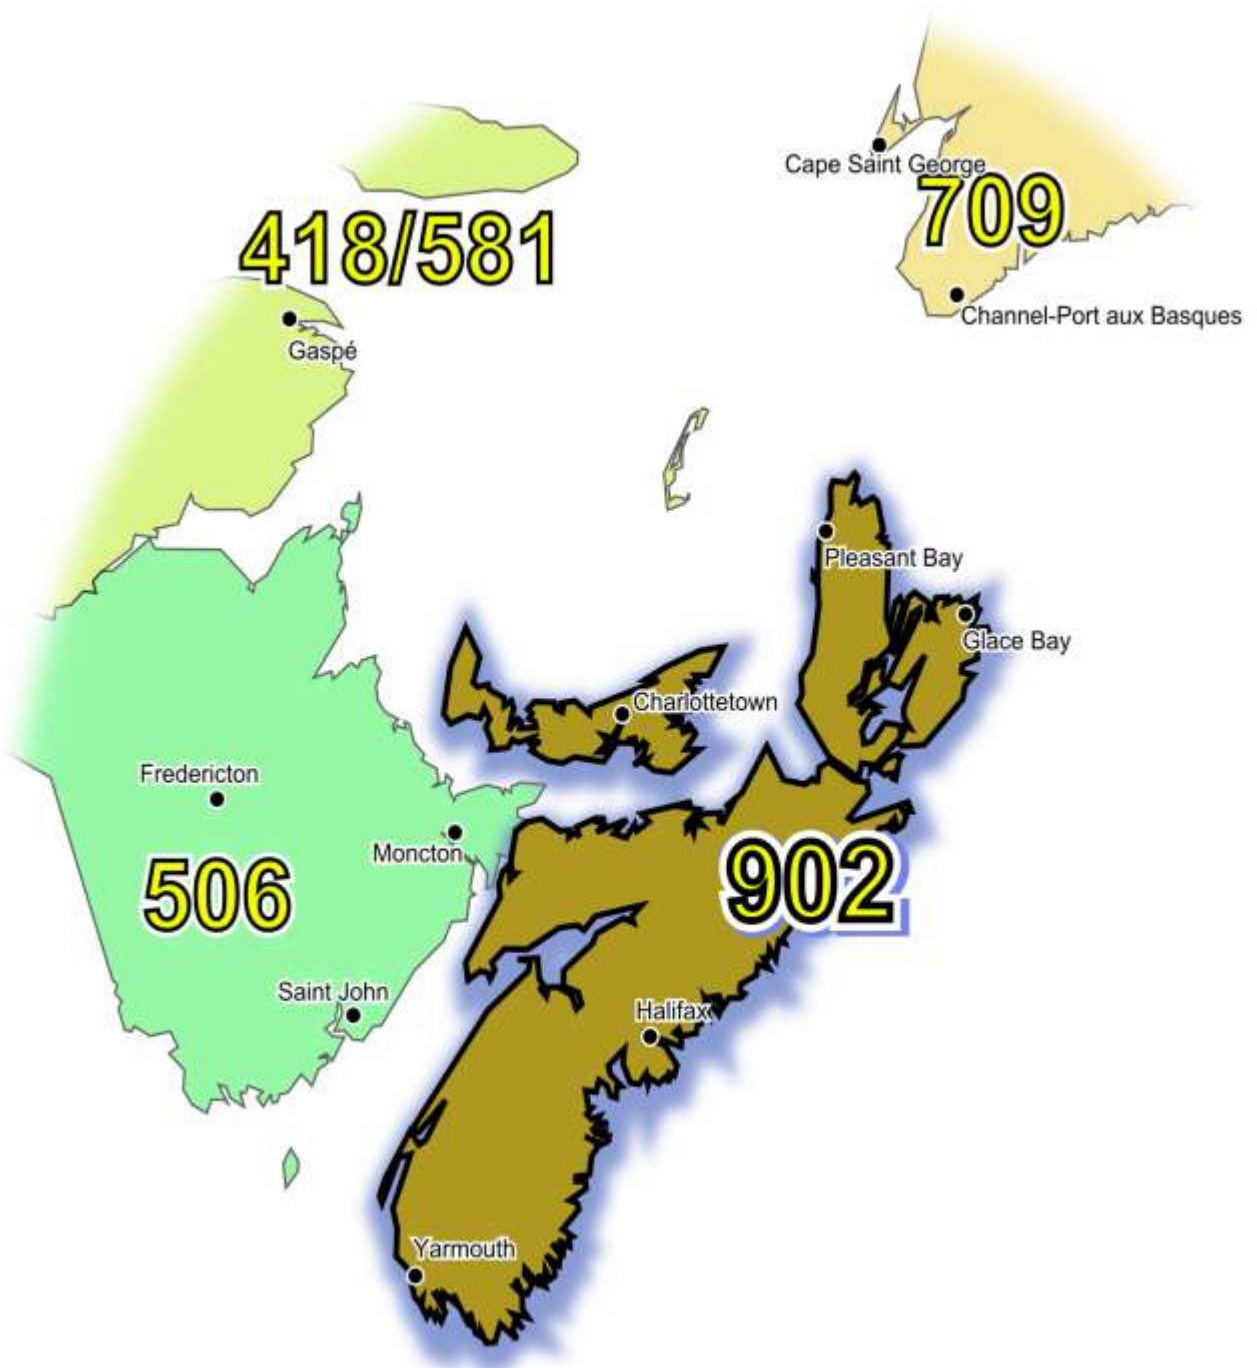 Cape Saint George
709
418/581
Channel-Port aux Basques
Gaspé
Pleasant Bay
Glace Bay
Charlottetown
Fredericton
Moncton
506
902
Saint John
Halifax
Yarmouth